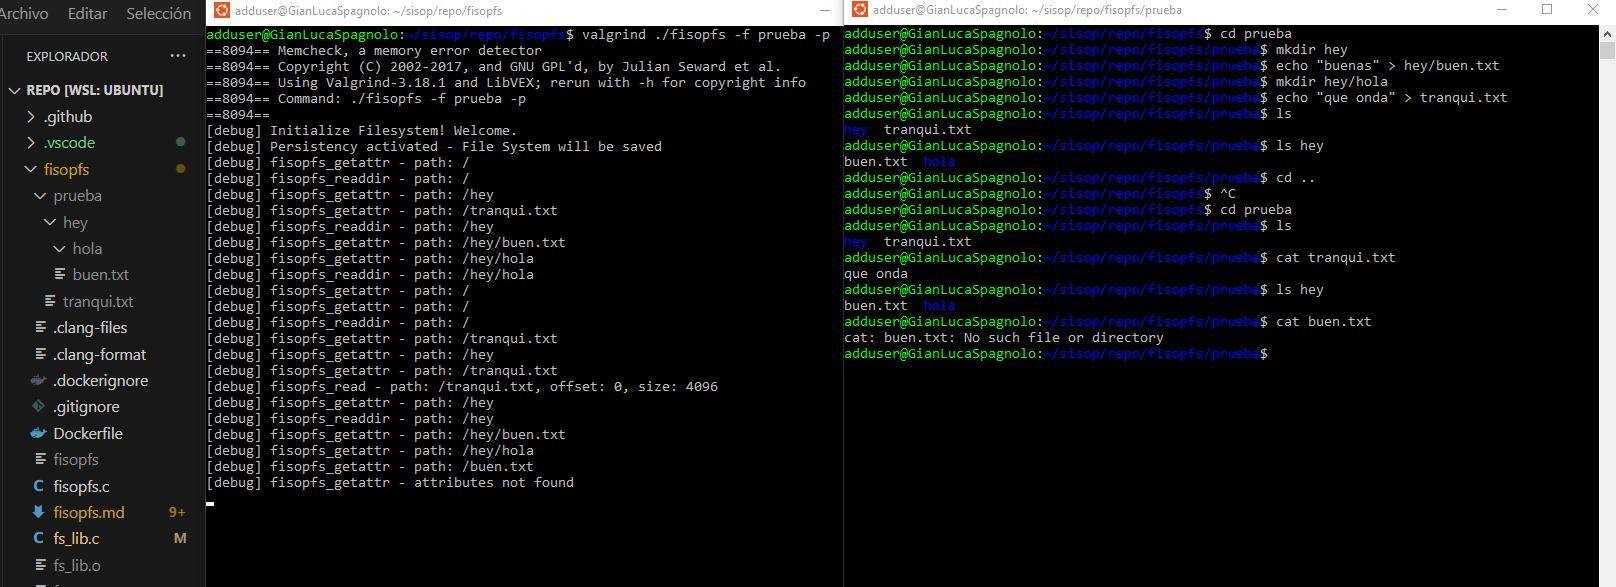 Archivo Editar Selección
EXPLORADOR ···
REPO [WSL: UBUNTU]
.github
.vscode
fisopfs
prueba
hey
hola
buen.txt
tranqui.txt
.clang-files
.clang-format
.dockerignore
.gitignore
Dockerfile
fisopfs
C fisopfs.c
fisopfs.md 9+
C fs_lib.c M
fs_lib.o
adduser@GianLucaSpagnolo: ~/sisop/repo/fisopfs
adduser@GianLucaSpagnolo:~/sisop/repo/fisopfs$ valgrind ./fisopfs -f prueba -p
==8094== Memcheck, a memory error detector
==8094== Copyright (C) 2002-2017, and GNU GPL'd, by Julian Seward et al.
==8094== Using Valgrind-3.18.1 and LibVEX; rerun with -h for copyright info
==8094== Command: ./fisopfs -f prueba -p
==8094==
[debug] Initialize Filesystem! Welcome.
[debug] Persistency activated - File System will be saved
[debug] fisopfs_getattr - path: /
[debug] fisopfs_readdir - path: /
[debug] fisopfs_getattr - path: /hey
[debug] fisopfs_getattr - path: /tranqui.txt
[debug] fisopfs_readdir - path: /hey
[debug] fisopfs_getattr - path: /hey/buen.txt
[debug] fisopfs_getattr - path: /hey/hola
[debug] fisopfs_readdir - path: /hey/hola
[debug] fisopfs_getattr - path: /
[debug] fisopfs_getattr - path: /
[debug] fisopfs_readdir - path: /
[debug] fisopfs_getattr - path: /tranqui.txt
[debug] fisopfs_getattr - path: /hey
[debug] fisopfs_getattr - path: /tranqui.txt
[debug] fisopfs_read - path: /tranqui.txt, offset: 0, size: 4096
[debug] fisopfs_getattr - path: /hey
[debug] fisopfs_readdir - path: /hey
[debug] fisopfs_getattr - path: /hey/buen.txt
[debug] fisopfs_getattr - path: /hey/hola
[debug] fisopfs_getattr - path: /buen.txt
[debug] fisopfs_getattr - attributes not found
adduser@GianLucaSpagnolo: ~/sisop/repo/fisopfs/prueba
adduser@GianLucaSpagnolo:~/sisop/repo/fisopfs$ cd prueba
adduser@GianLucaSpagnolo:~/sisop/repo/fisopfs/prueba$ mkdir hey
adduser@GianLucaSpagnolo:~/sisop/repo/fisopfs/prueba$ echo "buenas" > hey/buen.txt
adduser@GianLucaSpagnolo:~/sisop/repo/fisopfs/prueba$ mkdir hey/hola
adduser@GianLucaSpagnolo:~/sisop/repo/fisopfs/prueba$ echo "que onda" > tranqui.txt
adduser@GianLucaSpagnolo:~/sisop/repo/fisopfs/prueba$ ls
hey tranqui.txt
adduser@GianLucaSpagnolo:~/sisop/repo/fisopfs/prueba$ ls hey
buen.txt hola
adduser@GianLucaSpagnolo:~/sisop/repo/fisopfs/prueba$ cd ..
adduser@GianLucaSpagnolo:~/sisop/repo/fisopfs$ ^C
adduser@GianLucaSpagnolo:~/sisop/repo/fisopfs$ cd prueba
adduser@GianLucaSpagnolo:~/sisop/repo/fisopfs/prueba$ ls
hey tranqui.txt
adduser@GianLucaSpagnolo:~/sisop/repo/fisopfs/prueba$ cat tranqui.txt
que onda
adduser@GianLucaSpagnolo:~/sisop/repo/fisopfs/prueba$ ls hey
buen.txt hola
adduser@GianLucaSpagnolo:~/sisop/repo/fisopfs/prueba$ cat buen.txt
cat: buen.txt: No such file or directory
adduser@GianLucaSpagnolo:~/sisop/repo/fisopfs/prueba$